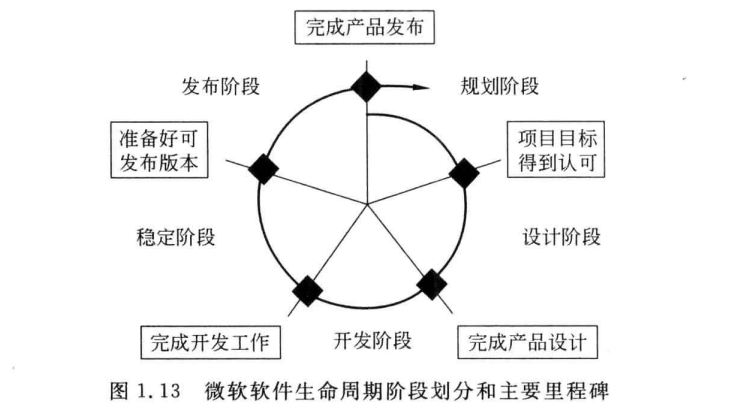 完成产品发布
发布阶段
规划阶段
准备好可
发布版本
项目目标
得到认可
稳定阶段
设计阶段
完成开发工作
开发阶段
完成产品设计
图 1.13 微软软件生命周期阶段划分和主要里程碑